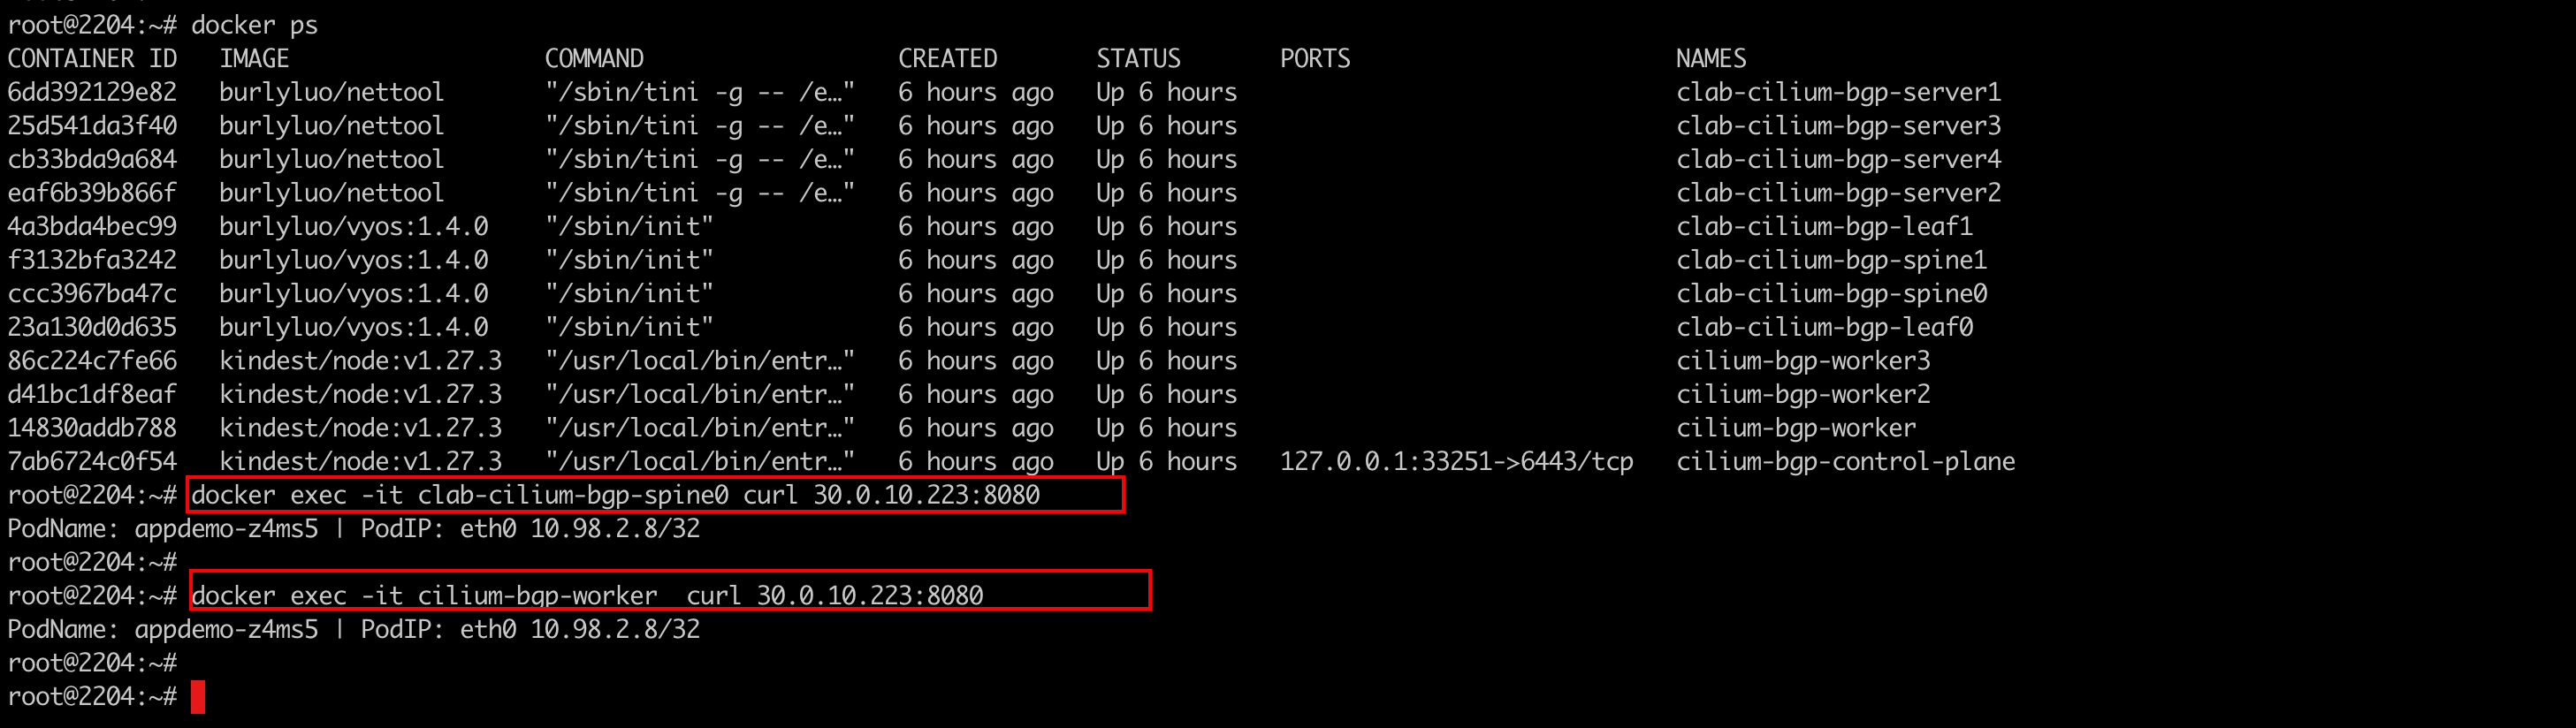 root@2204:~# docker ps
CONTAINER ID   IMAGE                  COMMAND                  CREATED       STATUS       PORTS                       NAMES
6dd392129e82   burlyluo/nettool       "/sbin/tini -g -- /e…"   6 hours ago   Up 6 hours                               clab-cilium-bgp-server1
25d541da3f40   burlyluo/nettool       "/sbin/tini -g -- /e…"   6 hours ago   Up 6 hours                               clab-cilium-bgp-server3
cb33bda9a684   burlyluo/nettool       "/sbin/tini -g -- /e…"   6 hours ago   Up 6 hours                               clab-cilium-bgp-server4
eaf6b39b866f   burlyluo/nettool       "/sbin/tini -g -- /e…"   6 hours ago   Up 6 hours                               clab-cilium-bgp-server2
4a3bda4bec99   burlyluo/vyos:1.4.0    "/sbin/init"             6 hours ago   Up 6 hours                               clab-cilium-bgp-leaf1
f3132bfa3242   burlyluo/vyos:1.4.0    "/sbin/init"             6 hours ago   Up 6 hours                               clab-cilium-bgp-spine1
ccc3967ba47c   burlyluo/vyos:1.4.0    "/sbin/init"             6 hours ago   Up 6 hours                               clab-cilium-bgp-spine0
23a130d0d635   burlyluo/vyos:1.4.0    "/sbin/init"             6 hours ago   Up 6 hours                               clab-cilium-bgp-leaf0
86c224c7fe66   kindest/node:v1.27.3   "/usr/local/bin/entr…"   6 hours ago   Up 6 hours                               cilium-bgp-worker3
d41bc1df8eaf   kindest/node:v1.27.3   "/usr/local/bin/entr…"   6 hours ago   Up 6 hours                               cilium-bgp-worker2
14830addb788   kindest/node:v1.27.3   "/usr/local/bin/entr…"   6 hours ago   Up 6 hours                               cilium-bgp-worker
7ab6724c0f54   kindest/node:v1.27.3   "/usr/local/bin/entr…"   6 hours ago   Up 6 hours   127.0.0.1:33251->6443/tcp   cilium-bgp-control-plane
root@2204:~# docker exec -it clab-cilium-bgp-spine0 curl 30.0.10.223:8080
PodName: appdemo-z4ms5 | PodIP: eth0 10.98.2.8/32
root@2204:~#
root@2204:~# docker exec -it cilium-bgp-worker  curl 30.0.10.223:8080
PodName: appdemo-z4ms5 | PodIP: eth0 10.98.2.8/32
root@2204:~#
root@2204:~#